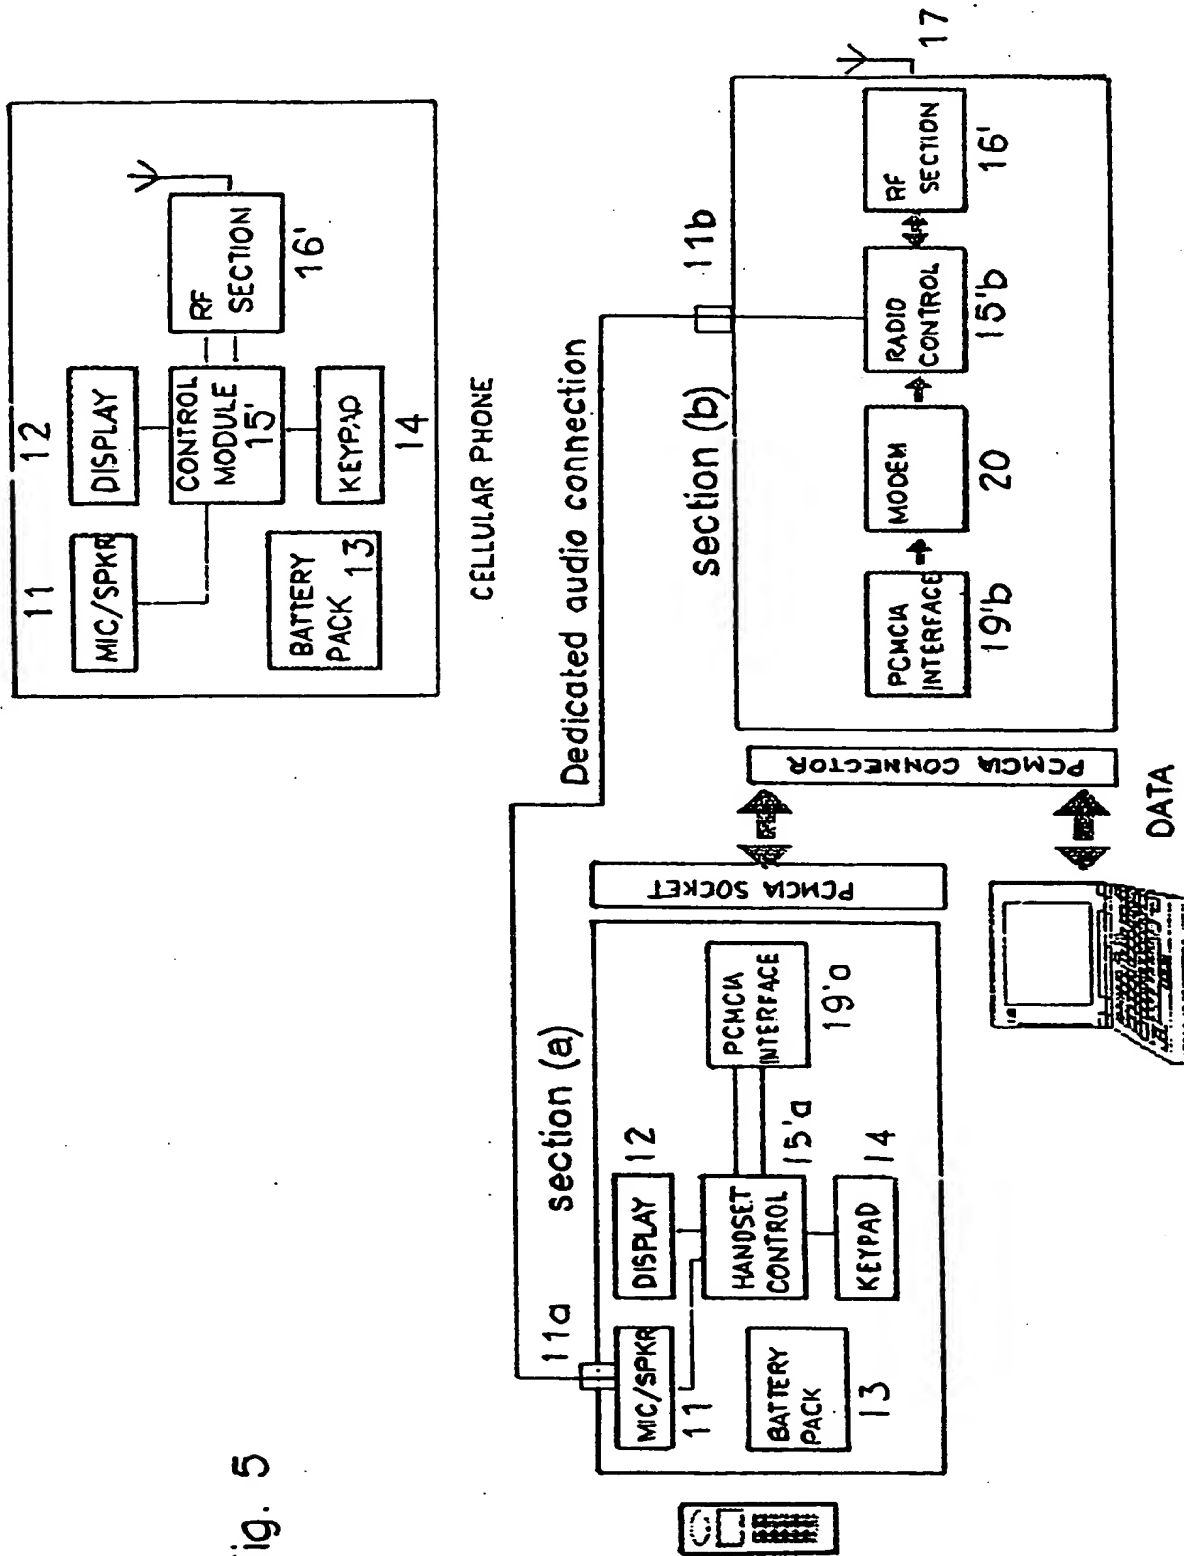 11
12
MIC/SPKR
DISPLAY
CONTROL
MODULE
15'
RF
SECTION
16'
BATTERY
PACK
13
KEYPAD
14
CELLULAR PHONE
Dedicated audio connection
11a
section (a)
MIC/SPKR
11
DISPLAY
12
HANDSET
CONTROL
15'a
PCMCIA
INTERFACE
19'a
BATTERY
PACK
13
KEYPAD
14
PCMCIA SOCKET
PCMCIA CONNECTOR
section (b)
11b
PCMCIA
INTERFACE
19'b
MODEM
20
RADIO
CONTROL
15'b
RF
SECTION
16'
17
DATA
ig. 5